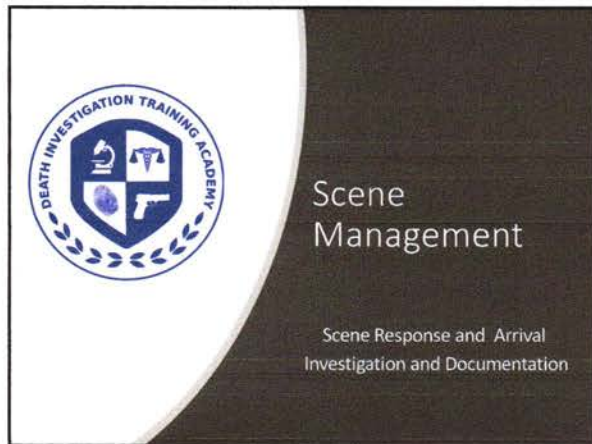 DEATH INVESTIGATION TRAINING ACADEMY
Scene
Management
Scene Response and Arrival
Investigation and Documentation